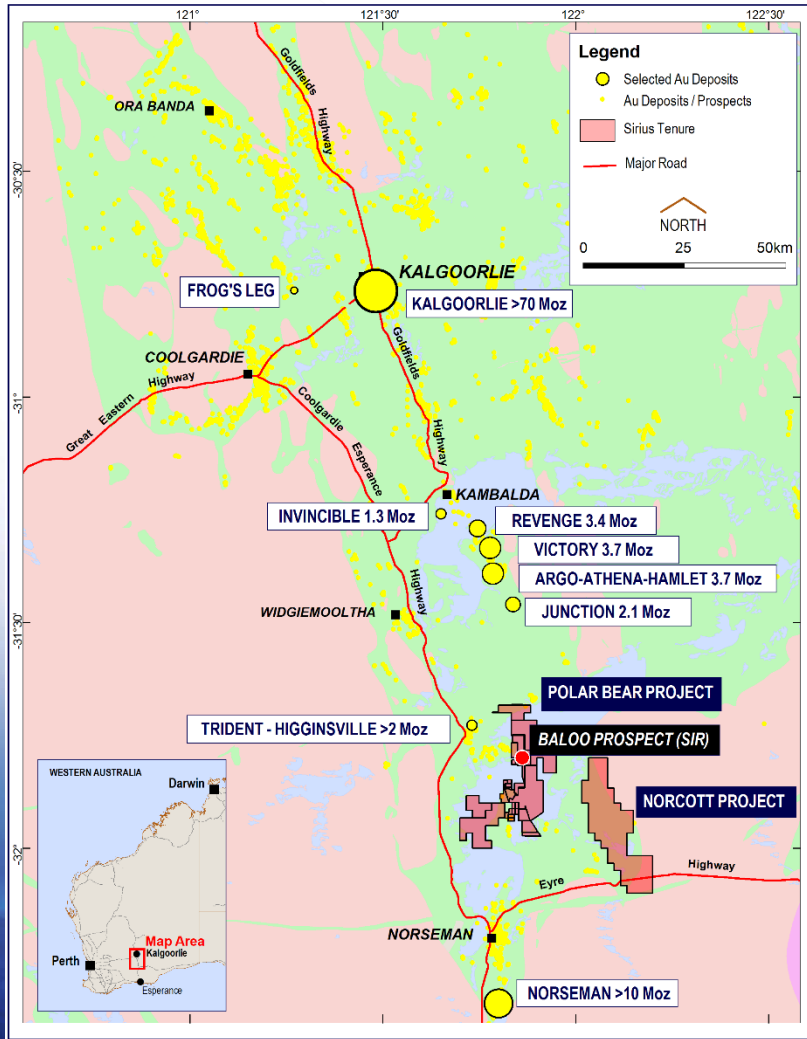 121°
121°30'
122°
122°30'
-30°30'
-31°
-31°30'
-32°
Legend
Selected Au Deposits
Au Deposits / Prospects
Sirius Tenure
Major Road
NORTH
0 25 50km
Goldfields
Highway
ORA BANDA
KALGOORLIE
KALGOORLIE >70 Moz
FROG'S LEG
COOLGARDIE
Great Eastern Highway
Goldfields
Highway
Coolgardie
Esperance
Highway
KAMBALDA
INVINCIBLE 1.3 Moz
REVENGE 3.4 Moz
VICTORY 3.7 Moz
ARGO-ATHENA-HAMLET 3.7 Moz
JUNCTION 2.1 Moz
WIDGIEMOOLTHA
POLAR BEAR PROJECT
TRIDENT - HIGGINSVILLE >2 Moz
BALOO PROSPECT (SIR)
NORCOTT PROJECT
Eyre Highway
NORSEMAN
NORSEMAN >10 Moz
WESTERN AUSTRALIA
Darwin
Map Area
Kalgoorlie
Perth
Esperance